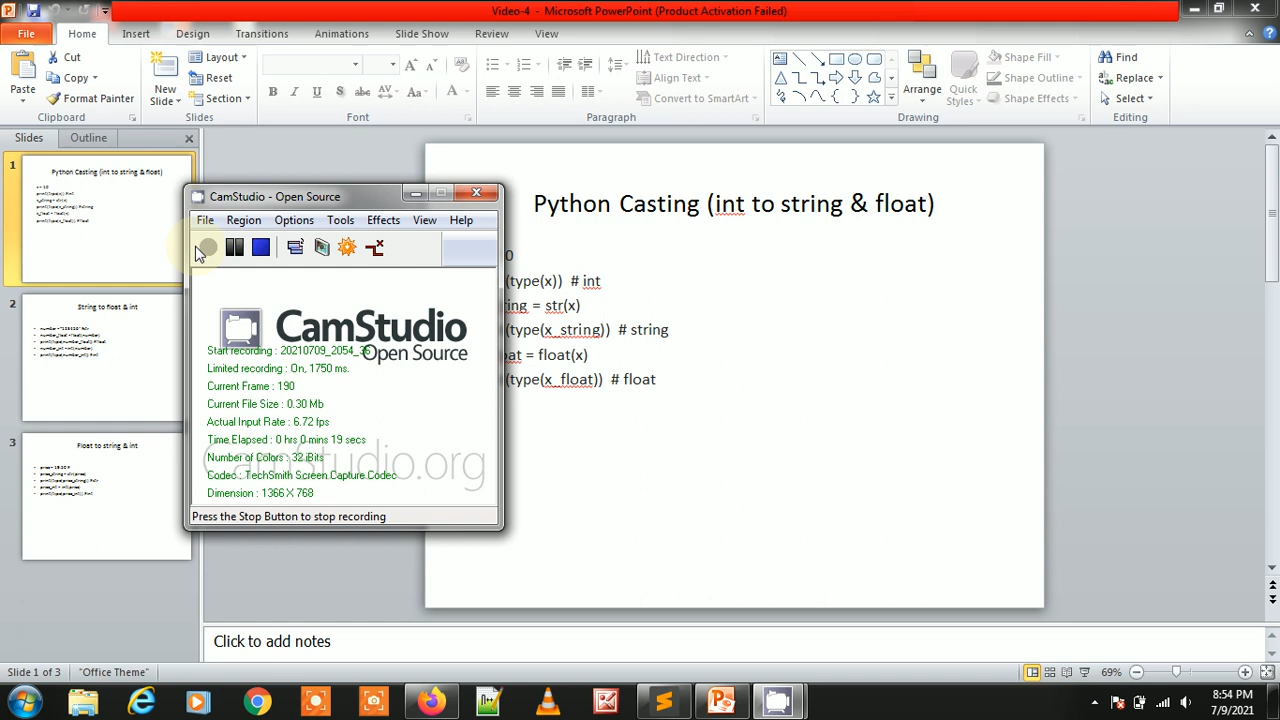 Video-4 - Microsoft PowerPoint (Product Activation Failed)
File Home Insert Design Transitions Animations Slide Show Review View
Paste
Cut
Copy
Format Painter
Clipboard
New Slide
Layout
Reset
Section
Slides
Font
Text Direction
Align Text
Convert to SmartArt
Paragraph
Arrange
Quick Styles
Shape Fill
Shape Outline
Shape Effects
Drawing
Find
Replace
Select
Editing
Slides Outline
1
Python Casting (int to string & float)
2
String to float & int
3
Float to string & int
CamStudio - Open Source
File Region Options Tools Effects View Help
CamStudio
Open Source
Start recording : 20210709_2054_35
Limited recording : On, 1750 ms.
Current Frame : 190
Current File Size : 0.30 Mb
Actual Input Rate : 6.72 fps
Time Elapsed : 0 hrs 0 mins 19 secs
Number of Colors : 32 Bits
CamStudio.org
Codec : TechSmith Screen Capture Codec
Dimension : 1366 X 768
Press the Stop Button to stop recording
Python Casting (int to string & float)
0
(type(x)) # int
ring = str(x)
(type(x_string)) # string
oat = float(x)
(type(x_float)) # float
Click to add notes
Slide 1 of 3 "Office Theme" 69%
8:54 PM
7/9/2021